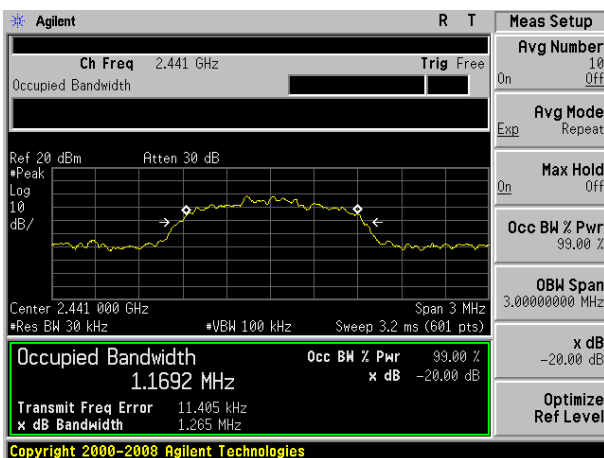 Agilent R T Meas Setup
Ch Freq 2.441 GHz Trig Free
Occupied Bandwidth
Ref 20 dBm Atten 30 dB
#Peak
Log
10
dB/
Center 2.441 000 GHz Span 3 MHz
#Res BW 30 kHz #VBW 100 kHz Sweep 3.2 ms (601 pts)
Occupied Bandwidth Occ BW % Pwr 99.00 %
1.1692 MHz x dB -20.00 dB
Transmit Freq Error 11.405 kHz
x dB Bandwidth 1.265 MHz
Copyright 2000-2008 Agilent Technologies
Avg Number
10
On Off
Avg Mode
Exp Repeat
Max Hold
On Off
Occ BW % Pwr
99.00 %
OBW Span
3.00000000 MHz
x dB
-20.00 dB
Optimize
Ref Level